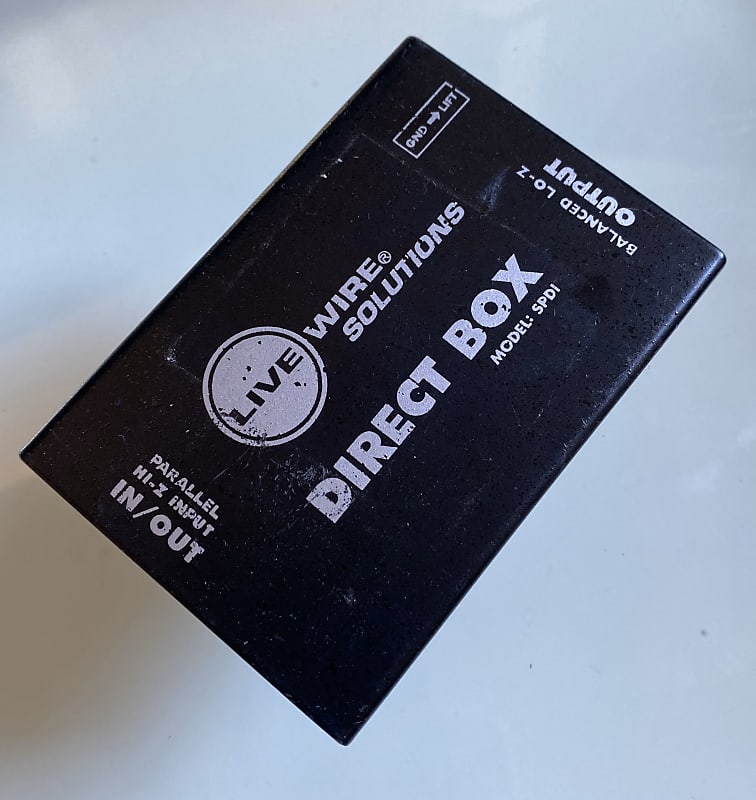 GND → LIFT
BALANCED LO-Z
OUTPUT
LIVE
WIRE®
SOLUTIONS
DIRECT BOX
MODEL: SPDI
PARALLEL
HI-Z INPUT
IN/OUT